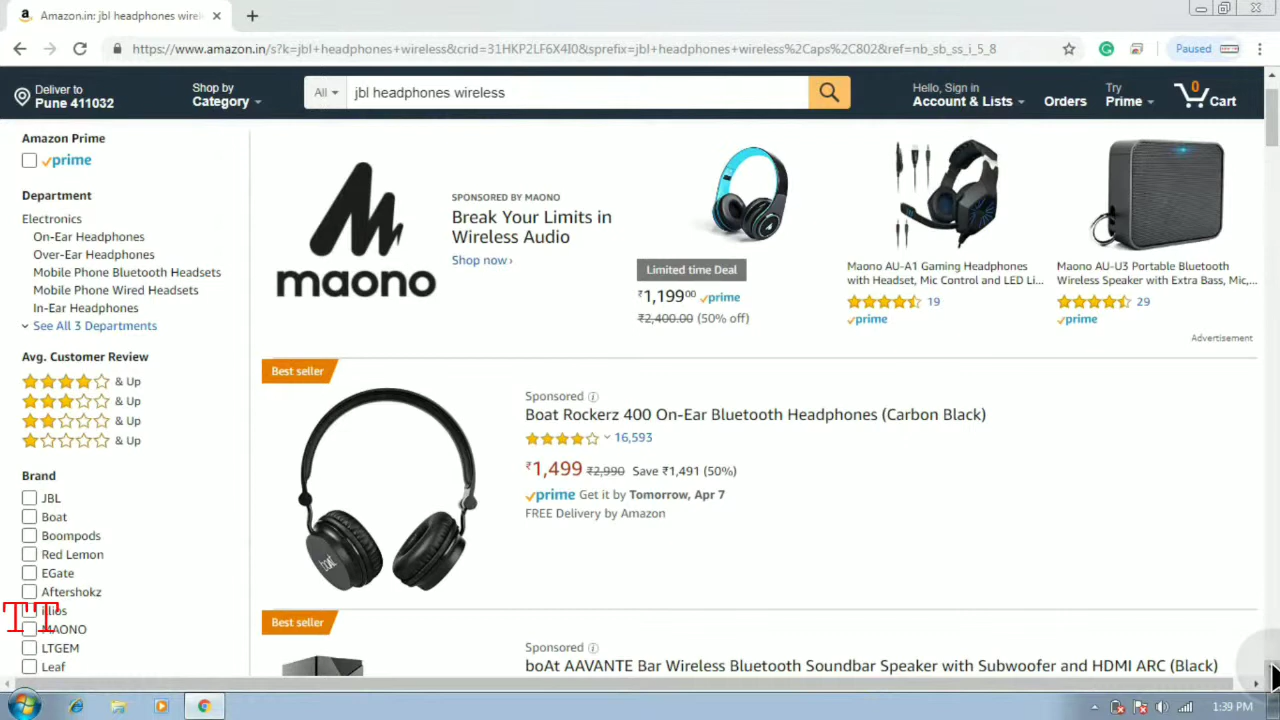 Amazon.in: jbl headphones wirele
https://www.amazon.in/s?k=jbl+headphones+wireless&crid=31HKP2LF6X4I0&sprefix=jbl+headphones+wireless%2Caps%2C802&ref=nb_sb_ss_i_5_8
Paused
Deliver to
Pune 411032
Shop by
Category
All
jbl headphones wireless
Hello, Sign in
Account & Lists
Orders
Try
Prime
0
Cart
Amazon Prime
prime
Department
Electronics
On-Ear Headphones
Over-Ear Headphones
Mobile Phone Bluetooth Headsets
Mobile Phone Wired Headsets
In-Ear Headphones
See All 3 Departments
Avg. Customer Review
& Up
& Up
& Up
& Up
Brand
JBL
Boat
Boompods
Red Lemon
EGate
Aftershokz
MAONO
LTGEM
Leaf
TT
maono
SPONSORED BY MAONO
Break Your Limits in
Wireless Audio
Shop now›
Limited time Deal
₹1,199⁰⁰ prime
₹2,400.00 (50% off)
Maono AU-A1 Gaming Headphones
with Headset, Mic Control and LED Li...
19
prime
Maono AU-U3 Portable Bluetooth
Wireless Speaker with Extra Bass, Mic,...
29
prime
Advertisement
Best seller
Sponsored
Boat Rockerz 400 On-Ear Bluetooth Headphones (Carbon Black)
16,593
₹1,499 ₹2,990 Save ₹1,491 (50%)
prime Get it by Tomorrow, Apr 7
FREE Delivery by Amazon
boat
Best seller
Sponsored
boAt AAVANTE Bar Wireless Bluetooth Soundbar Speaker with Subwoofer and HDMI ARC (Black)
1:39 PM